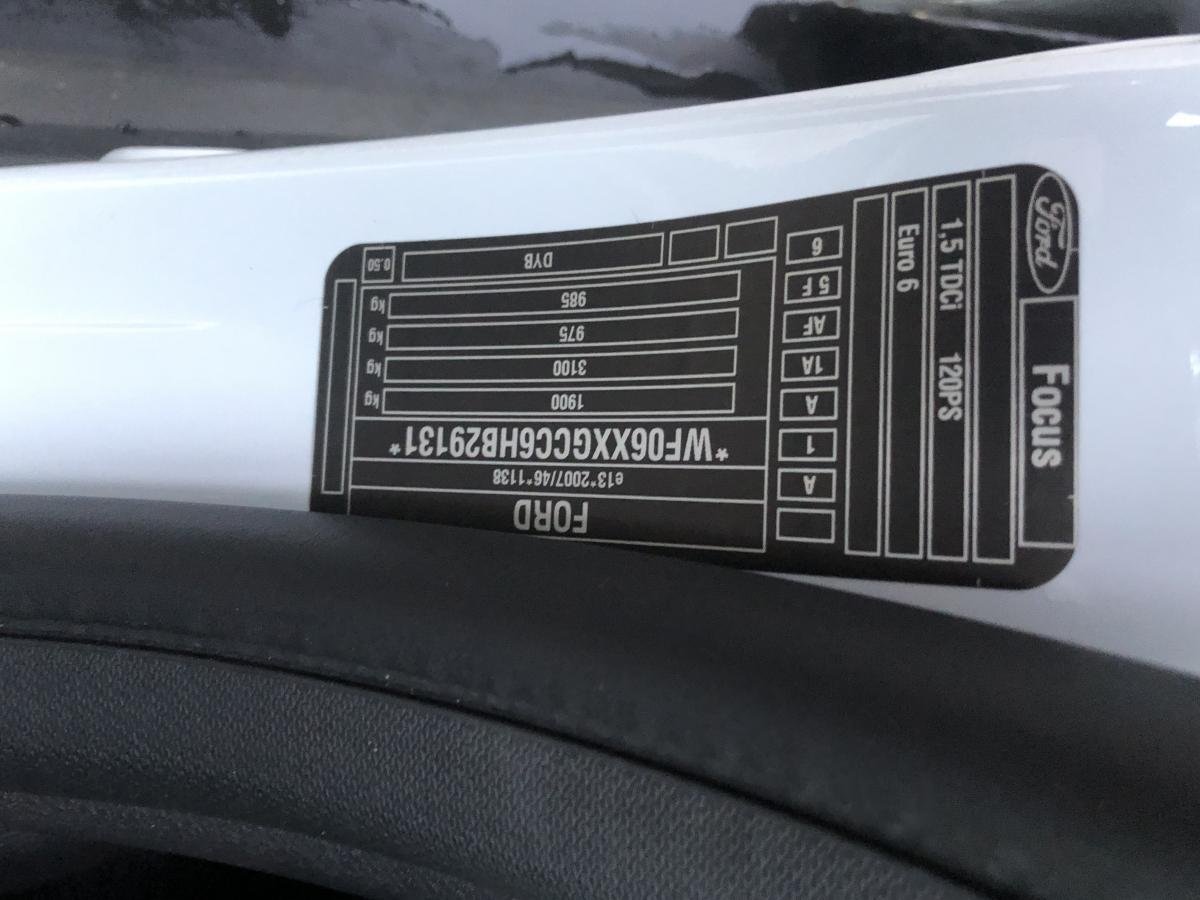 Ford
Focus
1,5 TDCi 120PS
Euro 6
FORD
e13*2007/46*1138
*WF06XXGCC6HB29131*
1900 kg
3100 kg
975 kg
985 kg
DYB 0.50
A
1
A
1A
AF
5 F
6